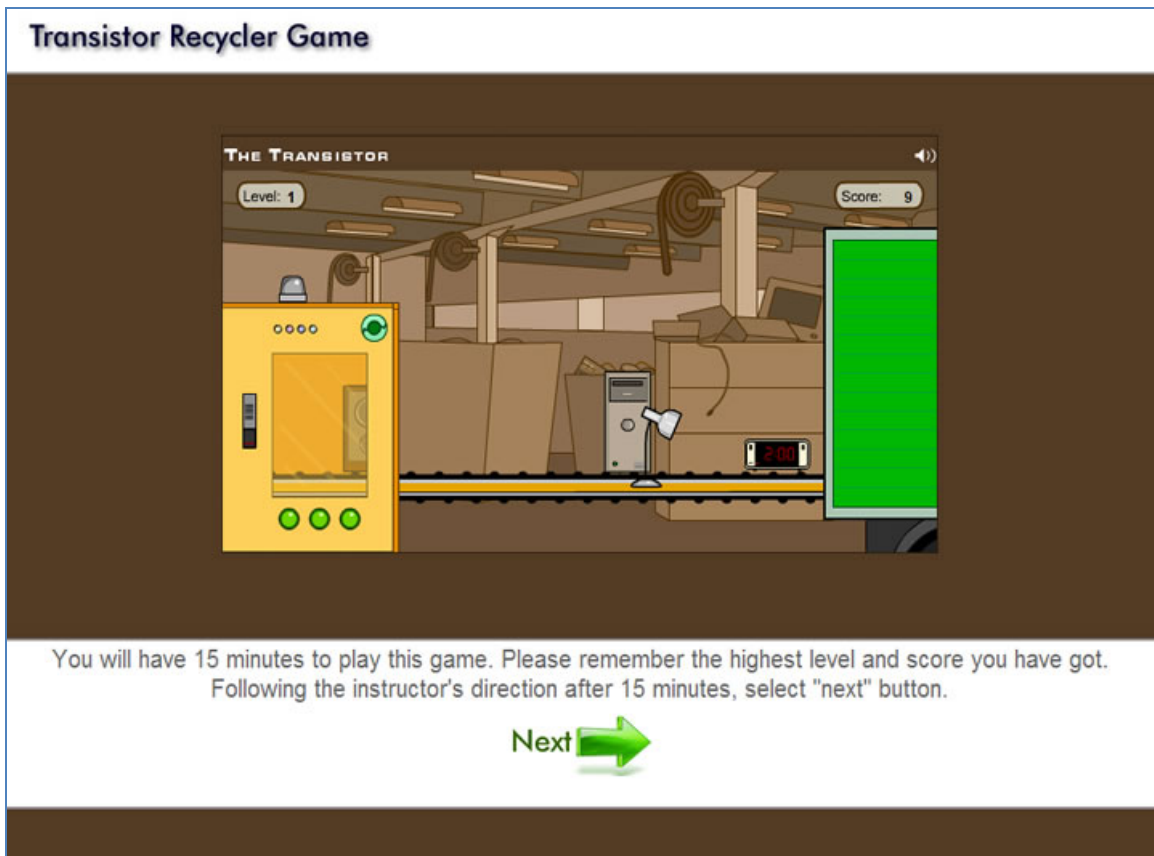 Transistor Recycler Game
THE TRANSISTOR
Level: 1
Score: 9
2:00
You will have 15 minutes to play this game. Please remember the highest level and score you have got.
Following the instructor's direction after 15 minutes, select "next" button.
Next